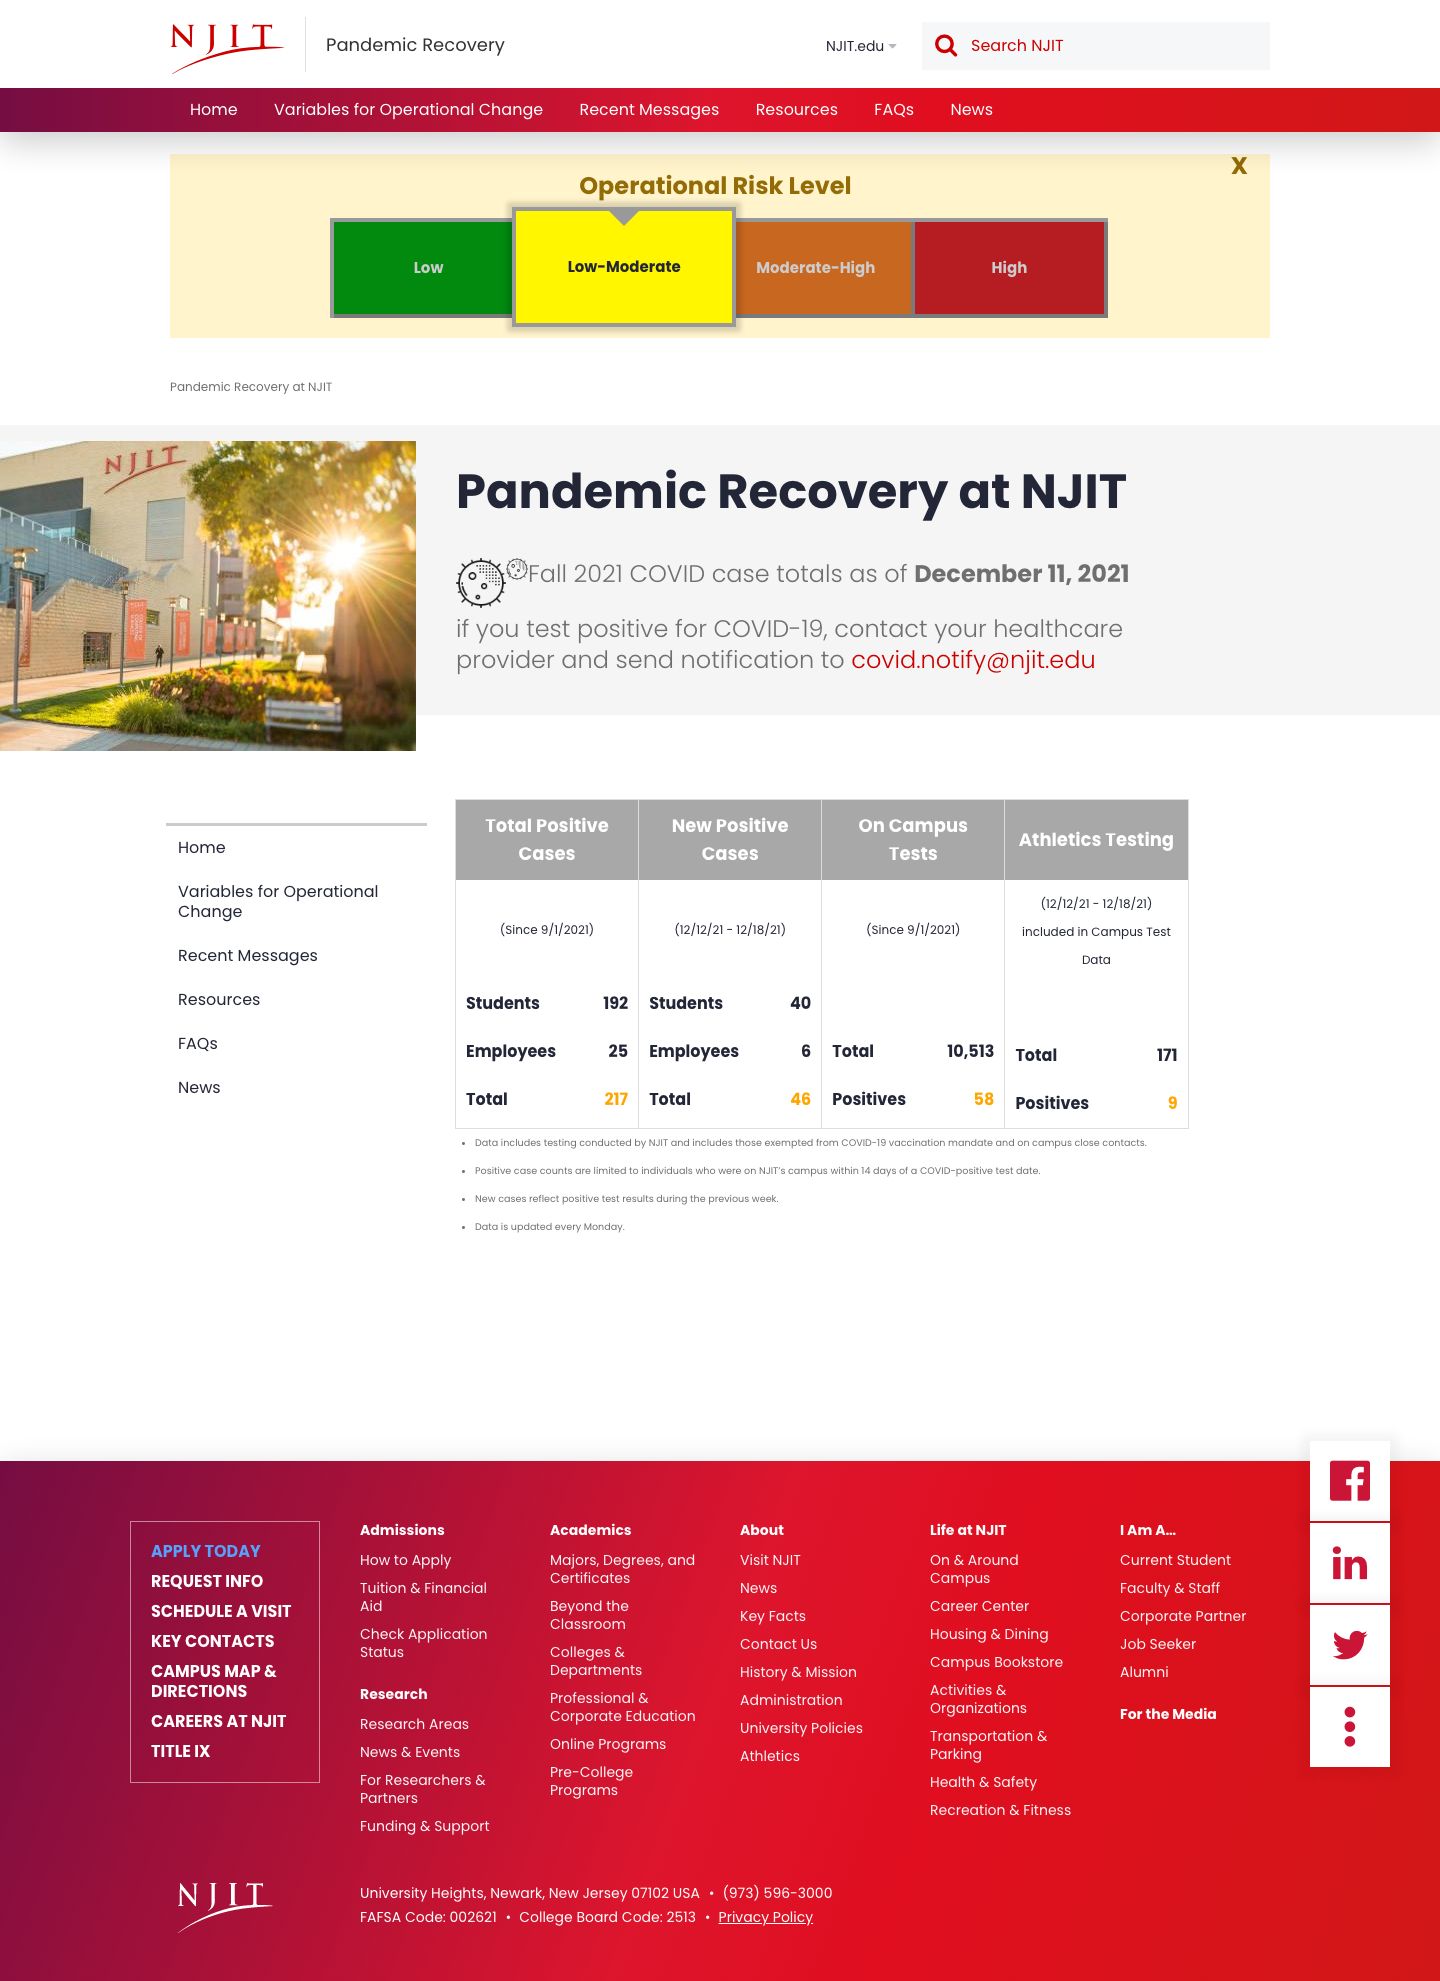 NJIT
Pandemic Recovery
NJIT.edu
Search NJIT
Home
Variables for Operational Change
Recent Messages
Resources
FAQs
News
X
Operational Risk Level
Low
Low-Moderate
Moderate-High
High
Pandemic Recovery at NJIT
NJIT
Pandemic Recovery at NJIT
Fall 2021 COVID case totals as of December 11, 2021
if you test positive for COVID-19, contact your healthcare
provider and send notification to covid.notify@njit.edu
Home
Variables for Operational
Change
Recent Messages
Resources
FAQs
News
Total Positive
Cases
New Positive
Cases
On Campus
Tests
Athletics Testing
(Since 9/1/2021)
(12/12/21 - 12/18/21)
(Since 9/1/2021)
(12/12/21 - 12/18/21)
included in Campus Test
Data
Students 192
Employees 25
Total 217
Students 40
Employees 6
Total 46
Total 10,513
Positives 58
Total 171
Positives 9
• Data includes testing conducted by NJIT and includes those exempted from COVID-19 vaccination mandate and on campus close contacts.
• Positive case counts are limited to individuals who were on NJIT's campus within 14 days of a COVID-positive test date.
• New cases reflect positive test results during the previous week.
• Data is updated every Monday.
APPLY TODAY
REQUEST INFO
SCHEDULE A VISIT
KEY CONTACTS
CAMPUS MAP &
DIRECTIONS
CAREERS AT NJIT
TITLE IX
Admissions
How to Apply
Tuition & Financial
Aid
Check Application
Status
Research
Research Areas
News & Events
For Researchers &
Partners
Funding & Support
Academics
Majors, Degrees, and
Certificates
Beyond the
Classroom
Colleges &
Departments
Professional &
Corporate Education
Online Programs
Pre-College
Programs
About
Visit NJIT
News
Key Facts
Contact Us
History & Mission
Administration
University Policies
Athletics
Life at NJIT
On & Around
Campus
Career Center
Housing & Dining
Campus Bookstore
Activities &
Organizations
Transportation &
Parking
Health & Safety
Recreation & Fitness
I Am A...
Current Student
Faculty & Staff
Corporate Partner
Job Seeker
Alumni
For the Media
NJIT
University Heights, Newark, New Jersey 07102 USA • (973) 596-3000
FAFSA Code: 002621 • College Board Code: 2513 • Privacy Policy